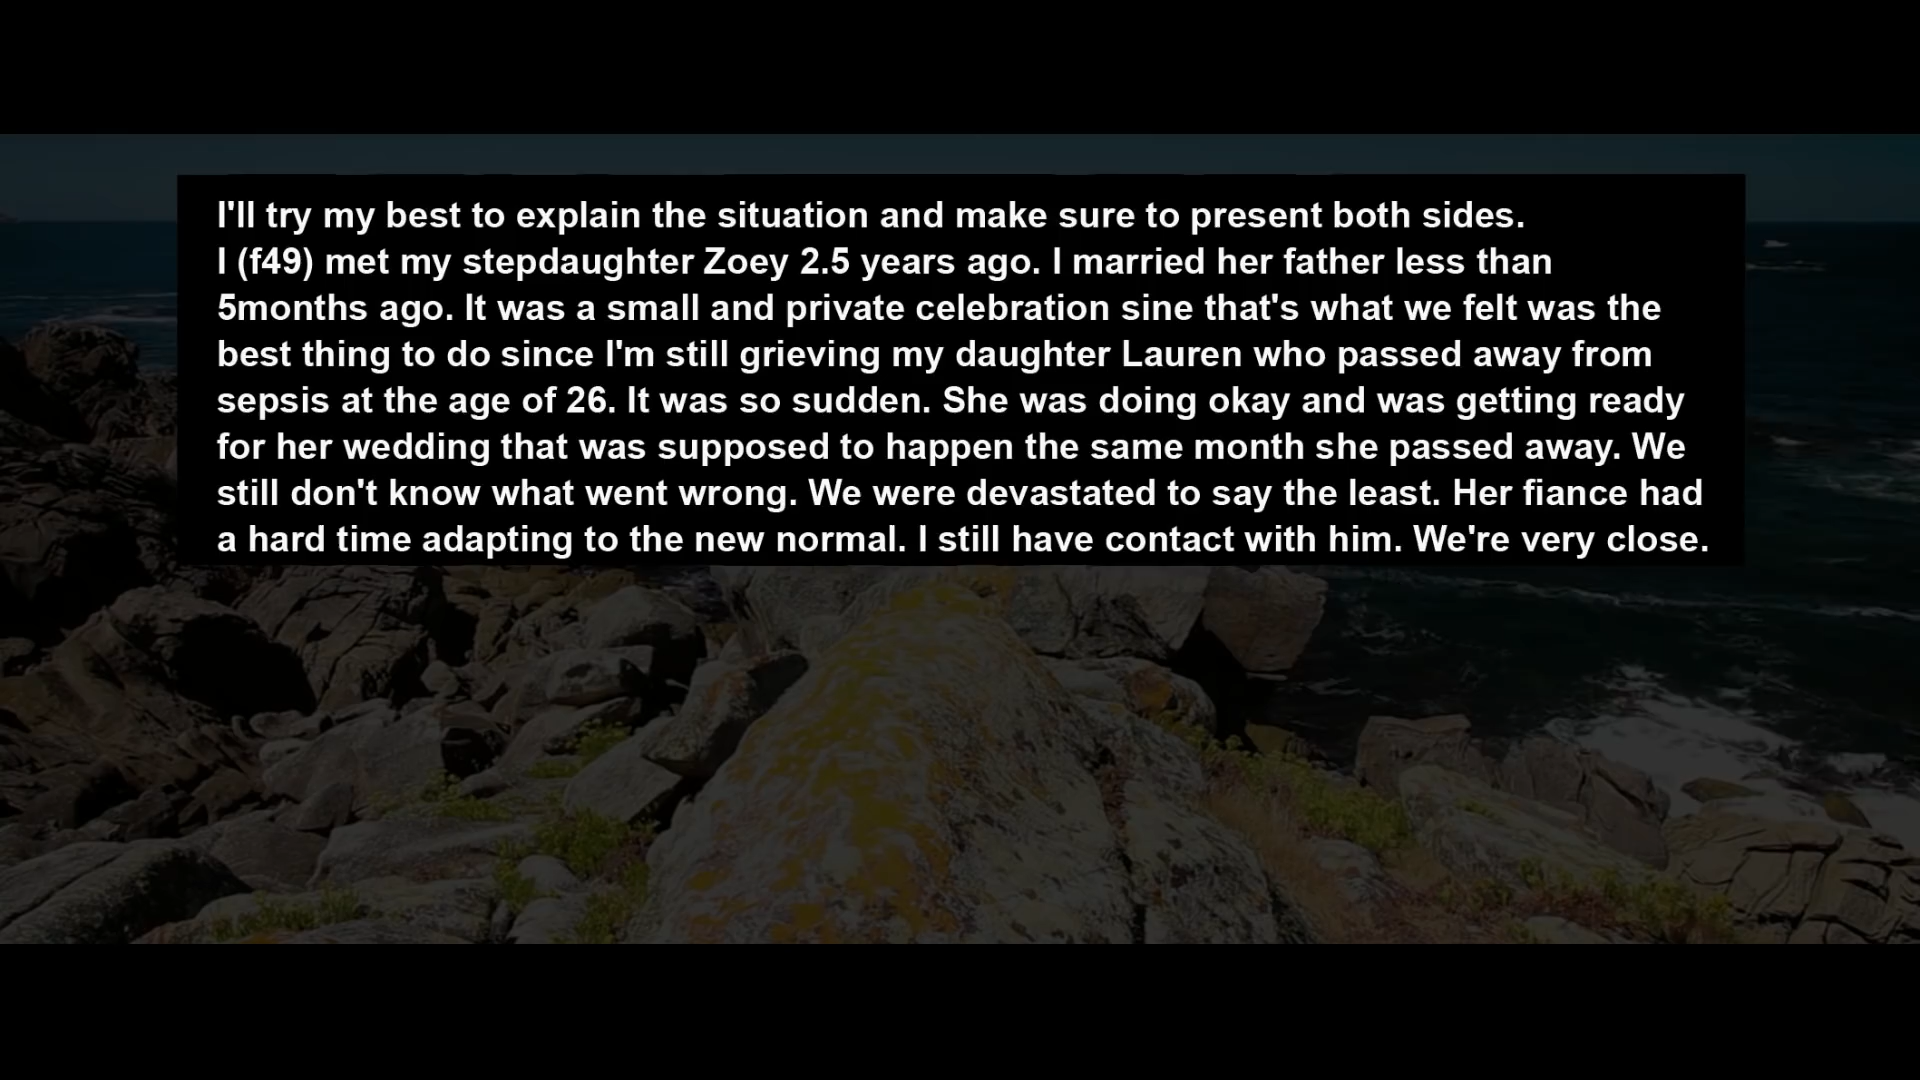 I'll try my best to explain the situation and make sure to present both sides.
I (f49) met my stepdaughter Zoey 2.5 years ago. I married her father less than
5months ago. It was a small and private celebration sine that's what we felt was the
best thing to do since I'm still grieving my daughter Lauren who passed away from
sepsis at the age of 26. It was so sudden. She was doing okay and was getting ready
for her wedding that was supposed to happen the same month she passed away. We
still don't know what went wrong. We were devastated to say the least. Her fiance had
a hard time adapting to the new normal. I still have contact with him. We're very close.